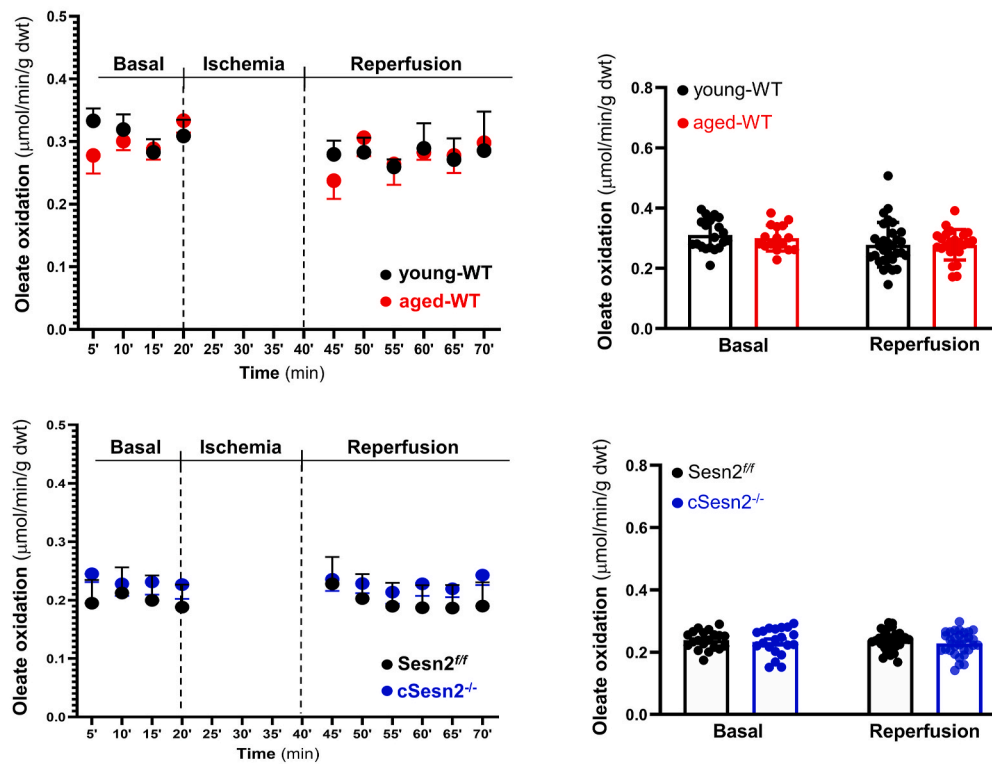 Oleate oxidation (µmol/min/g dwt)
0.5
0.4
0.3
0.2
0.1
0.0
Basal Ischemia Reperfusion
young-WT
aged-WT
5' 10' 15' 20' 25' 30' 35' 40' 45' 50' 55' 60' 65' 70'
Time (min)
Oleate oxidation (µmol/min/g dwt)
0.8
0.6
0.4
0.2
0.0
young-WT
aged-WT
Basal Reperfusion
Oleate oxidation (µmol/min/g dwt)
0.5
0.4
0.3
0.2
0.1
0.0
Basal Ischemia Reperfusion
Sesn2f/f
cSesn2-/-
5' 10' 15' 20' 25' 30' 35' 40' 45' 50' 55' 60' 65' 70'
Time (min)
Oleate oxidation (µmol/min/g dwt)
0.8
0.6
0.4
0.2
0.0
Sesn2f/f
cSesn2-/-
Basal Reperfusion